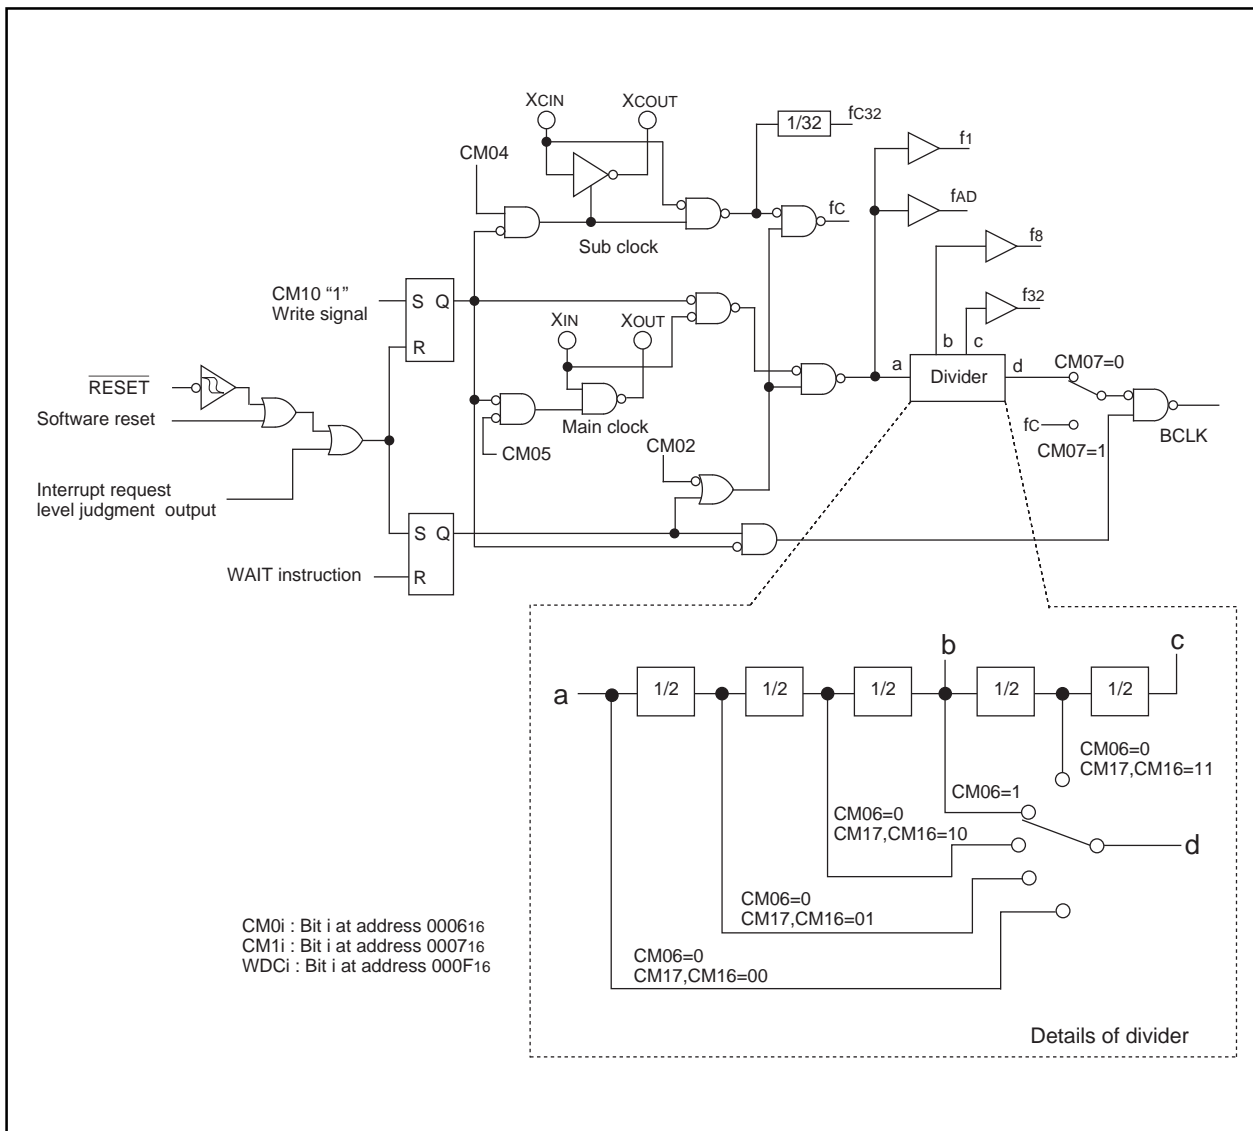 XCIN
XCOUT
1/32
fC32
f1
CM04
fAD
fC
f8
Sub clock
CM10 “1”
Write signal
S Q
R
XIN
XOUT
f32
b c
a
Divider
d
CM07=0
RESET
Software reset
Main clock
CM05
fC
CM07=1
BCLK
CM02
Interrupt request
level judgment output
S Q
R
WAIT instruction
a
1/2
1/2
1/2
b
1/2
1/2
c
CM06=0
CM17,CM16=11
CM06=1
CM06=0
CM17,CM16=10
d
CM06=0
CM17,CM16=01
CM06=0
CM17,CM16=00
CM0i : Bit i at address 000616
CM1i : Bit i at address 000716
WDCi : Bit i at address 000F16
Details of divider